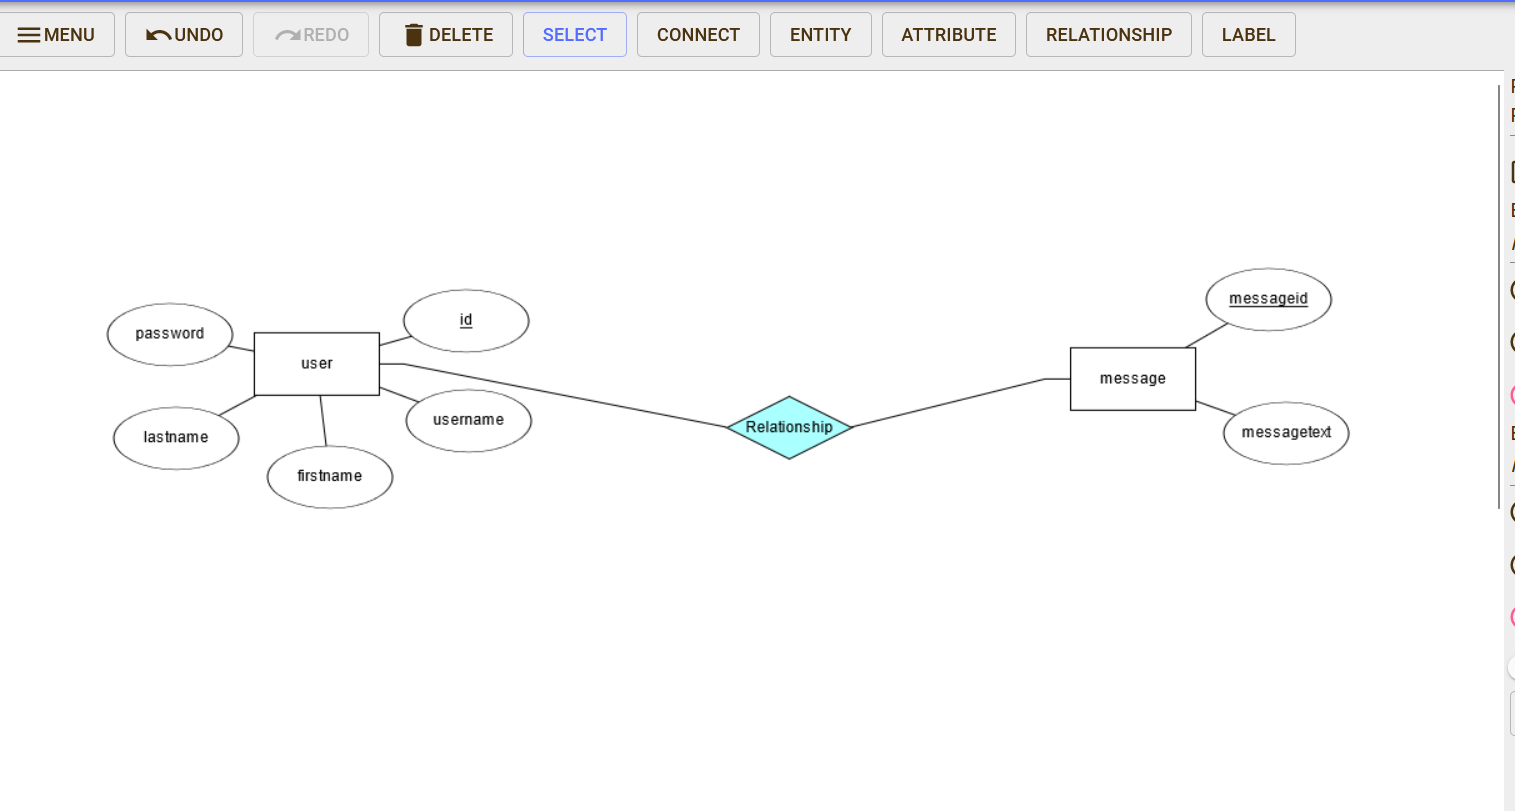 MENU UNDO REDO DELETE SELECT CONNECT ENTITY ATTRIBUTE RELATIONSHIP LABEL
messageid
id
password
user
message
username
Relationship
messagetext
lastname
firstname